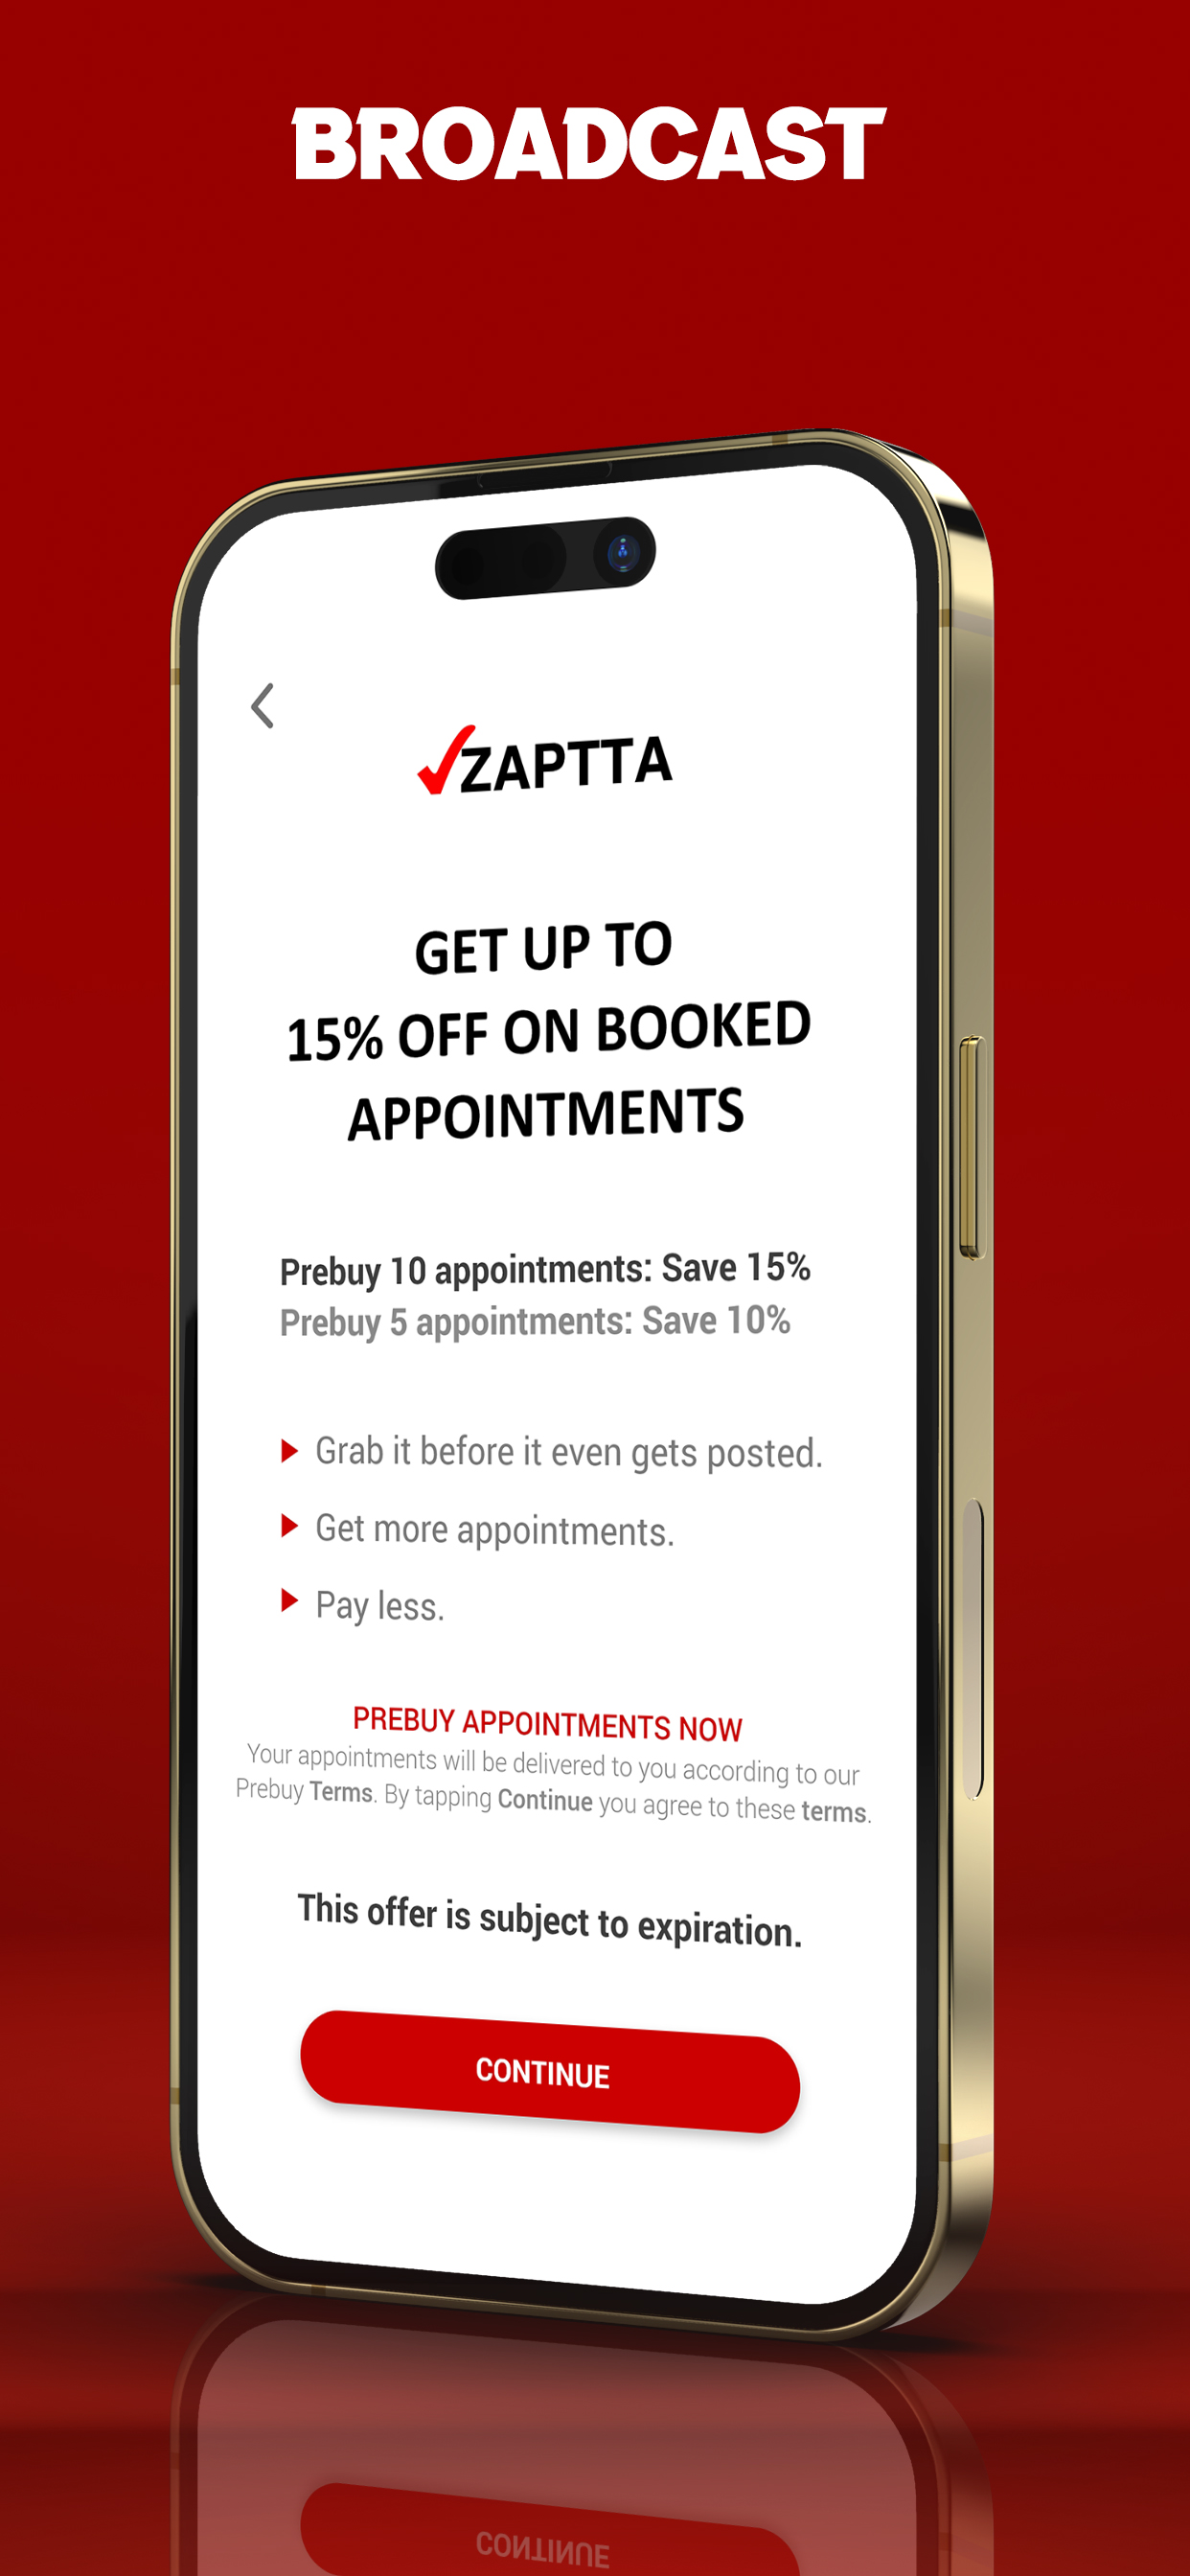 BROADCAST
ZAPTTA
GET UP TO
15% OFF ON BOOKED
APPOINTMENTS
Prebuy 10 appointments: Save 15%
Prebuy 5 appointments: Save 10%
Grab it before it even gets posted.
Get more appointments.
Pay less.
PREBUY APPOINTMENTS NOW
Your appointments will be delivered to you according to our
Prebuy Terms. By tapping Continue you agree to these terms.
This offer is subject to expiration.
CONTINUE
CONTINUE